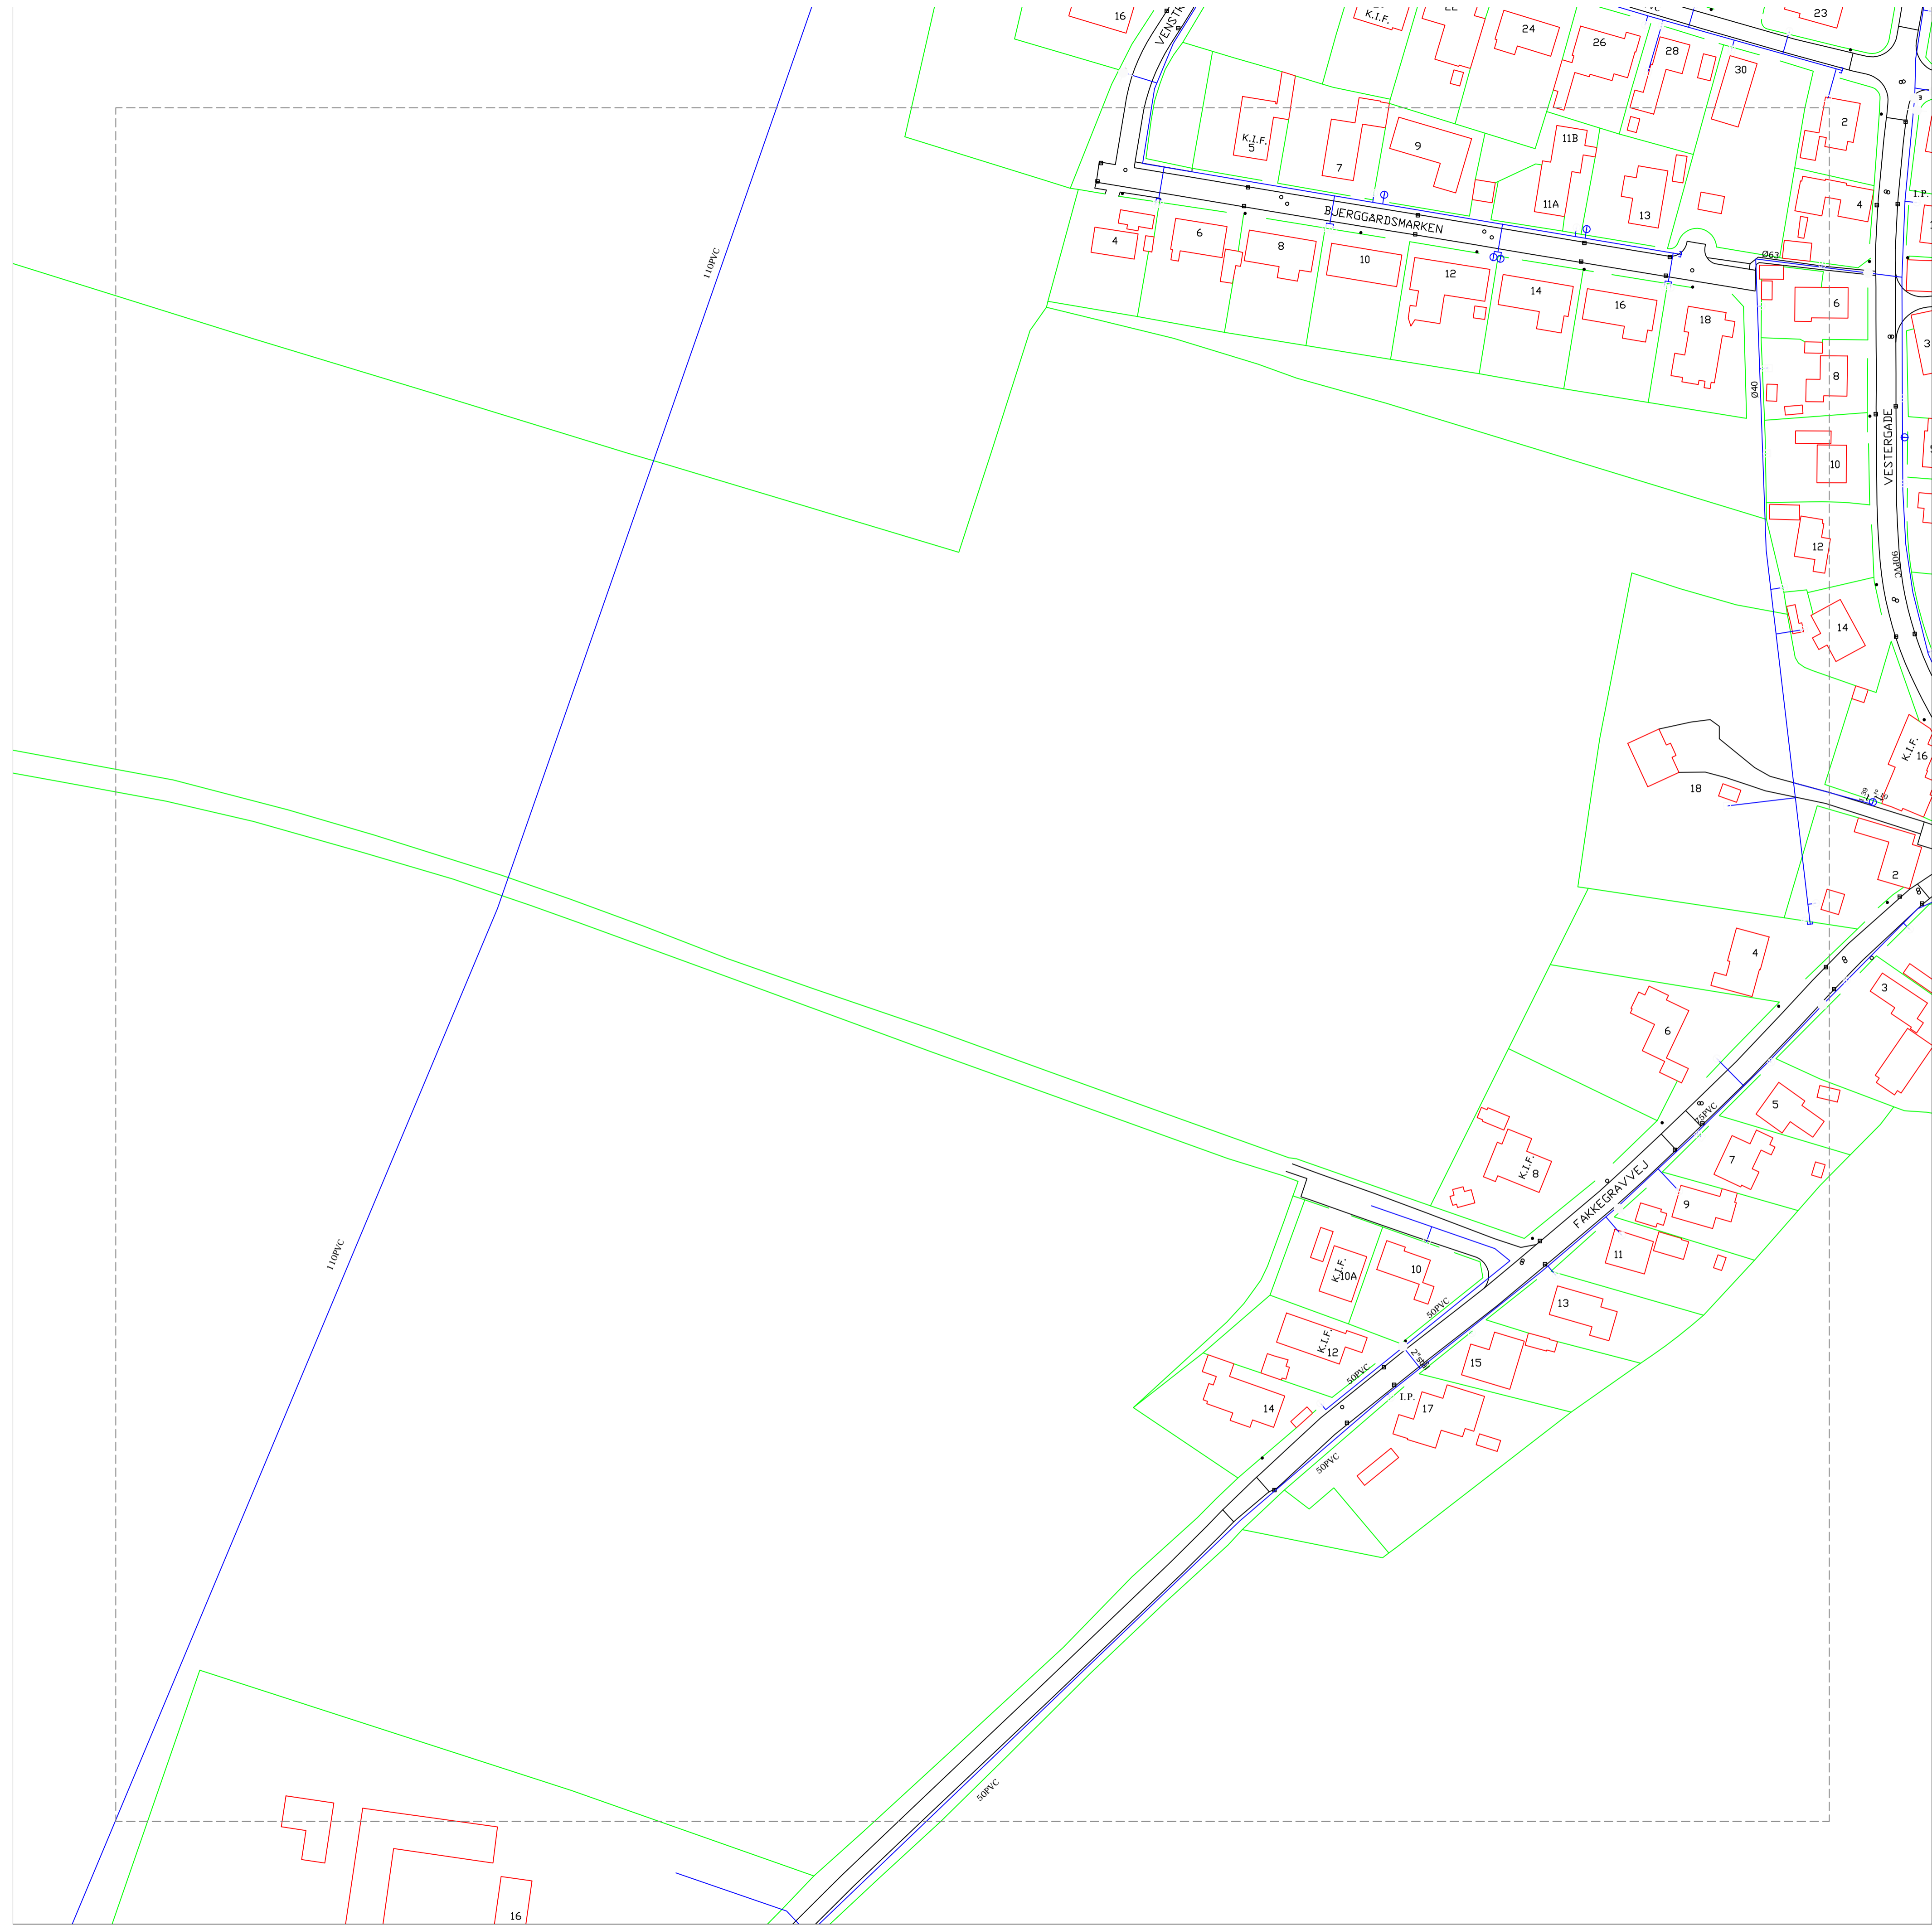 16
K.I.F.
24
26
28
30
23
2
K.I.F.
5
7
9
11B
11A
13
4
I.P.
BJERGGARDSMARKEN
4
6
8
10
12
14
16
18
Ø63
6
110PVC
Ø40
8
VESTERGADE
10
12
90PVC
14
K.I.F.
16
18
2
4
3
6
5
75PVC
7
K.I.F.
8
FAKKEGRAVVEJ
9
11
110PVC
K.I.F.
10A
10
13
50PVC
K.I.F.
12
50PVC
15
I.P.
17
14
50PVC
50PVC
16